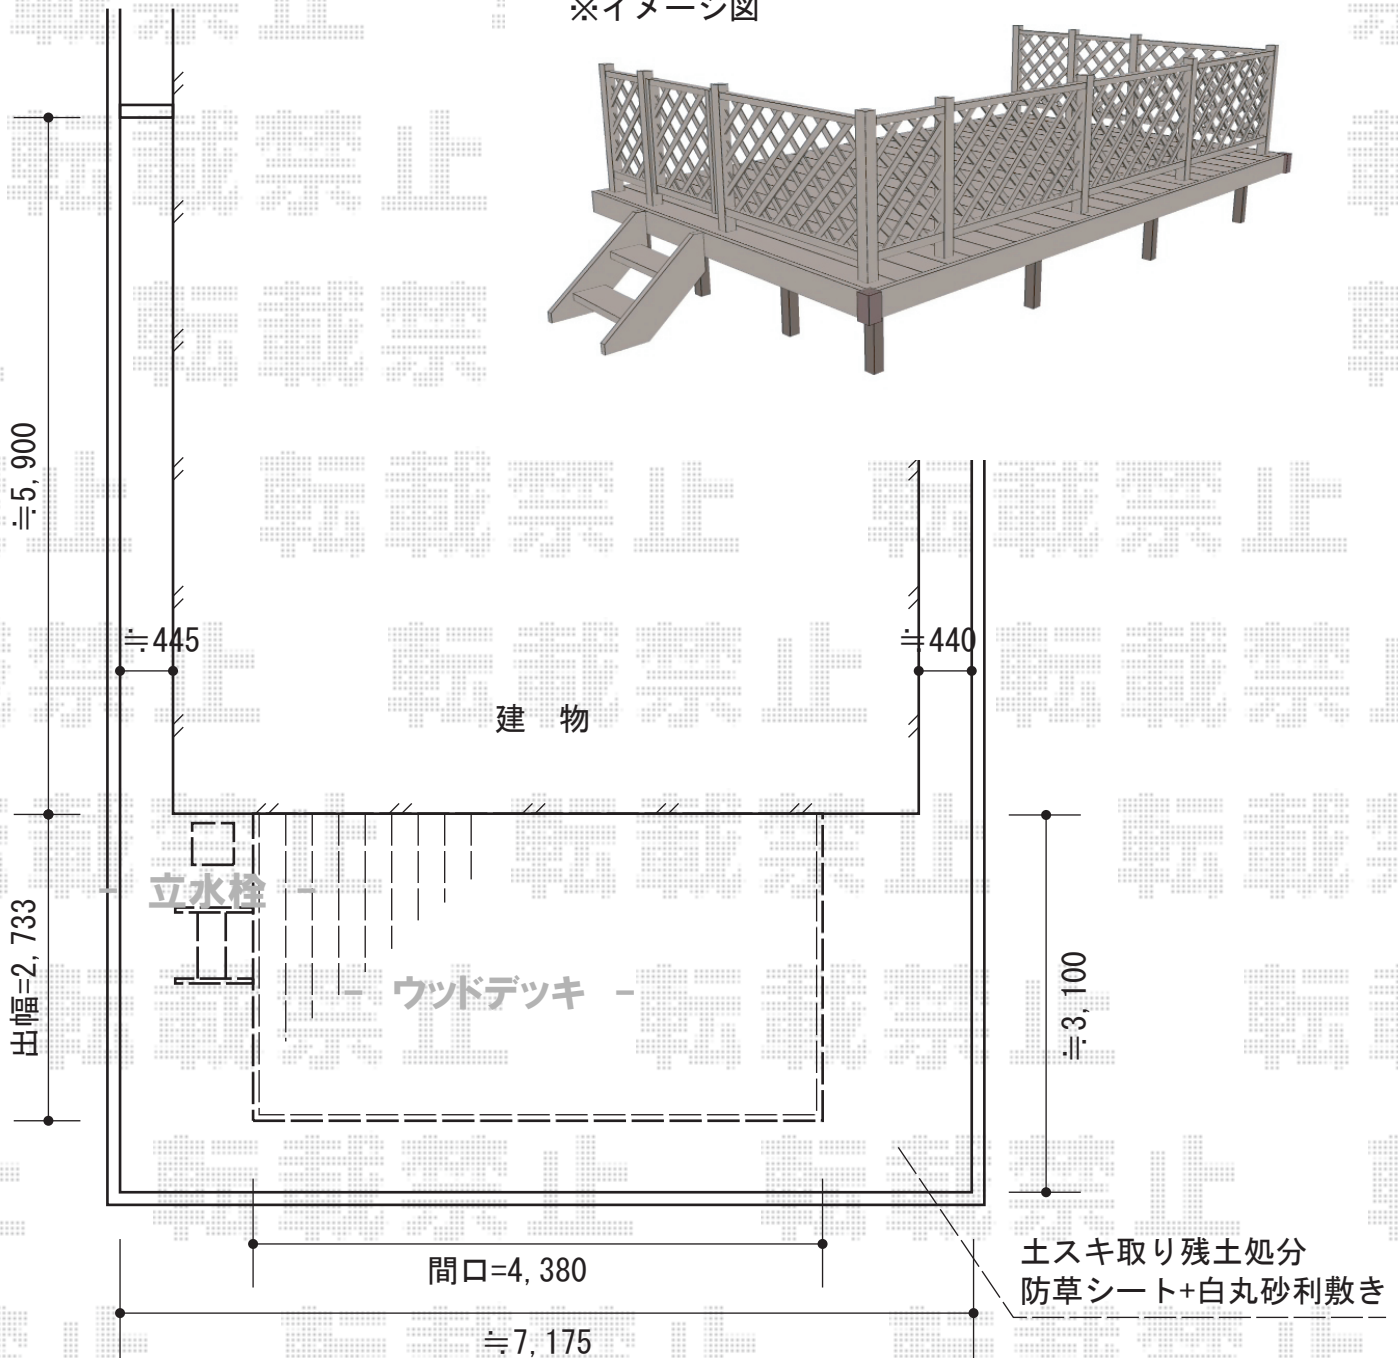 ※イメージ図
≒5,900
≒445
≒440
建　物
- 立水栓 -
出幅=2,733
- ウッドデッキ -
≒3,100
間口=4,380
≒7,175
土スキ取り残土処分
防草シート+白丸砂利敷き
転載禁止